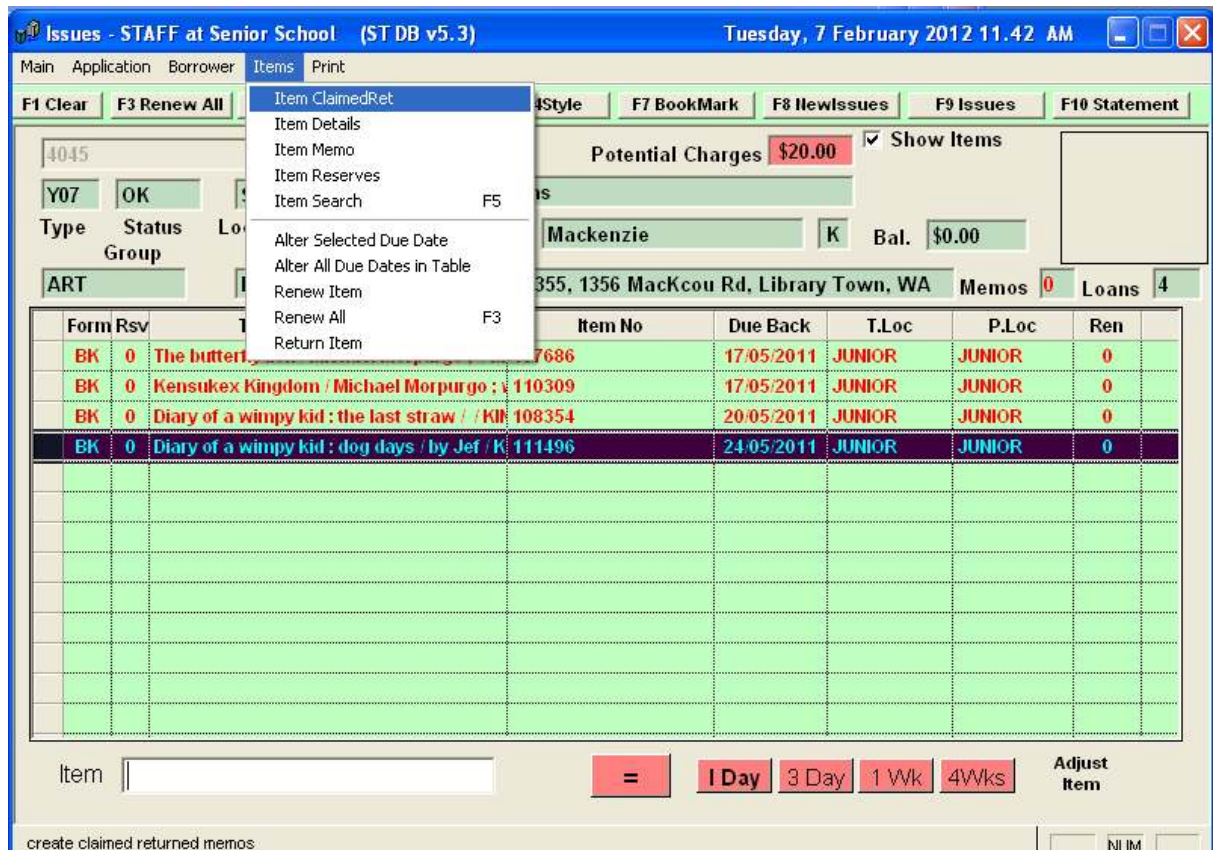 Issues - STAFF at Senior School (ST DB v5.3) Tuesday, 7 February 2012 11.42 AM
Main Application Borrower Items Print
F1 Clear F3 Renew All 4Style F7 BookMark F8 NewIssues F9 Issues F10 Statement
Item ClaimedRet
Item Details
Item Memo
Item Reserves
Item Search F5
Alter Selected Due Date
Alter All Due Dates in Table
Renew Item
Renew All F3
Return Item
4045 Potential Charges $20.00 Show Items
Y07 OK
Type Status Mackenzie K Bal. $0.00
Group
ART 355, 1356 MacKcou Rd, Library Town, WA Memos 0 Loans 4
Form Rsv Item No Due Back T.Loc P.Loc Ren
BK 0 The 7686 17/05/2011 JUNIOR JUNIOR 0
BK 0 Kensukex Kingdom / Michael Morpurgo ; 110309 17/05/2011 JUNIOR JUNIOR 0
BK 0 Diary of a wimpy kid : the last straw / / KIN 108354 20/05/2011 JUNIOR JUNIOR 0
BK 0 Diary of a wimpy kid : dog days / by Jef / K 111496 24/05/2011 JUNIOR JUNIOR 0
Item = 1 Day 3 Day 1 Wk 4Wks Adjust
Item
create claimed returned memos NUM